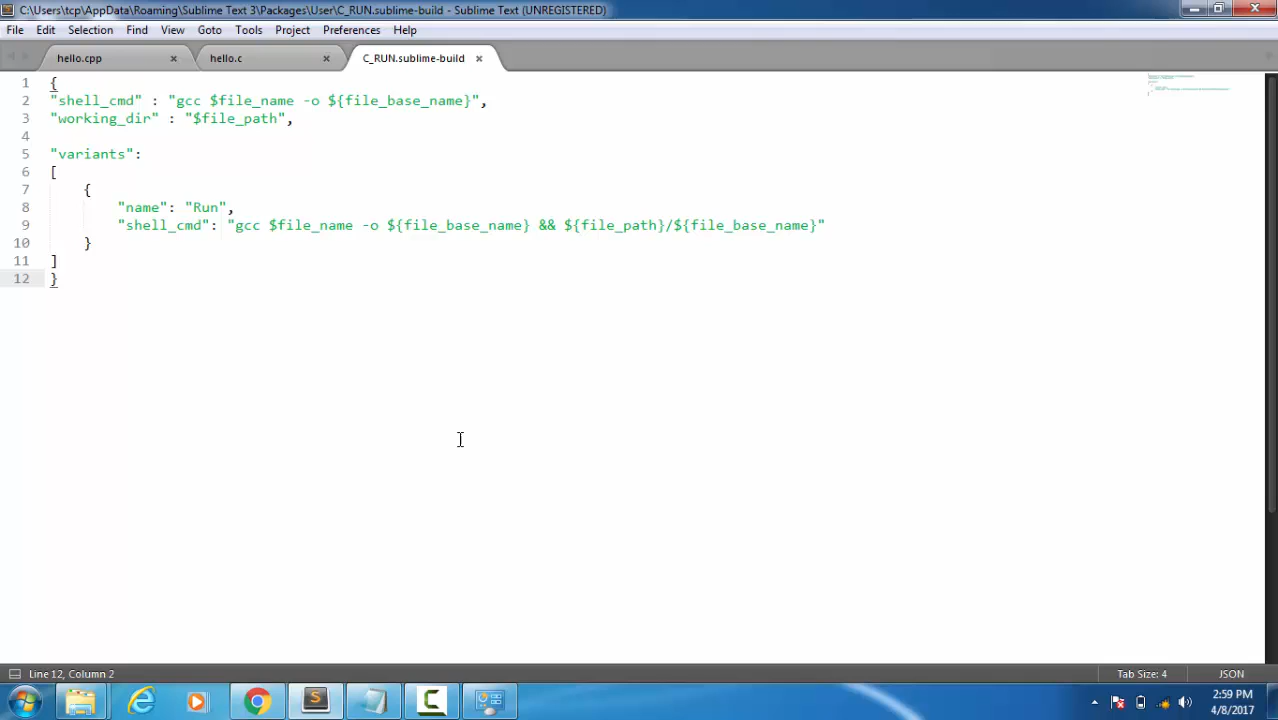 C:\Users\tcp\AppData\Roaming\Sublime Text 3\Packages\User\C_RUN.sublime-build - Sublime Text (UNREGISTERED)
File Edit Selection Find View Goto Tools Project Preferences Help
hello.cpp × hello.c × C_RUN.sublime-build ×
1 {
2 "shell_cmd" : "gcc $file_name -o ${file_base_name}",
3 "working_dir" : "$file_path",
4
5 "variants":
6 [
7 {
8 "name": "Run",
9 "shell_cmd": "gcc $file_name -o ${file_base_name} && ${file_path}/${file_base_name}"
10 }
11 ]
12 }
Line 12, Column 2 Tab Size: 4 JSON
2:59 PM
4/8/2017